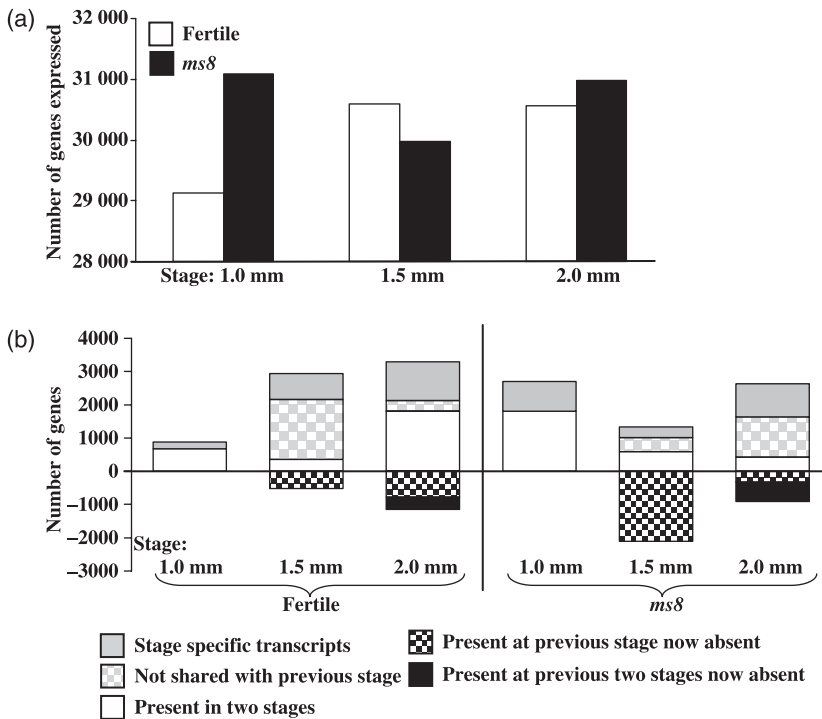 (a)
32 000
31 000
30 000
29 000
28 000
Number of genes expressed
Fertile
ms8
Stage: 1.0 mm
1.5 mm
2.0 mm
(b)
4000
3000
2000
1000
0
−1000
−2000
−3000
Number of genes
Stage:
1.0 mm
1.5 mm
2.0 mm
1.0 mm
1.5 mm
2.0 mm
Fertile
ms8
Stage specific transcripts
Not shared with previous stage
Present in two stages
Present at previous stage now absent
Present at previous two stages now absent